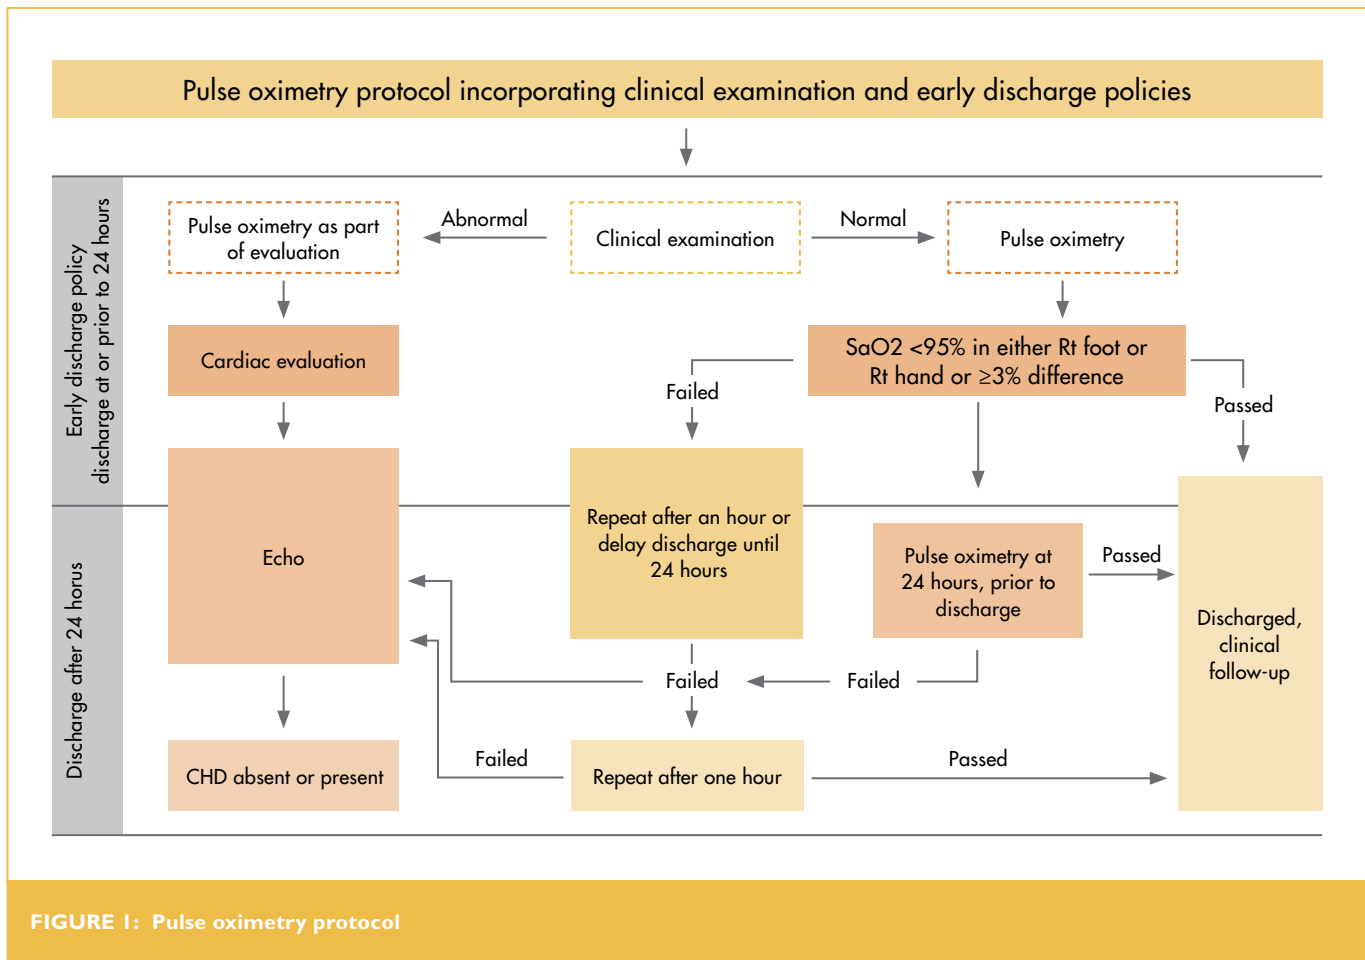 Pulse oximetry protocol incorporating clinical examination and early discharge policies
Early discharge policy
discharge at or prior to 24 hours
Pulse oximetry as part
of evaluation
Abnormal
Clinical examination
Normal
Pulse oximetry
Cardiac evaluation
SaO2 <95% in either Rt foot or
Rt hand or ≥3% difference
Failed
Passed
Discharge after 24 horus
Echo
Repeat after an hour or
delay discharge until
24 hours
Pulse oximetry at
24 hours, prior to
discharge
Passed
Discharged,
clinical
follow-up
Failed
Failed
CHD absent or present
Failed
Repeat after one hour
Passed
FIGURE 1: Pulse oximetry protocol